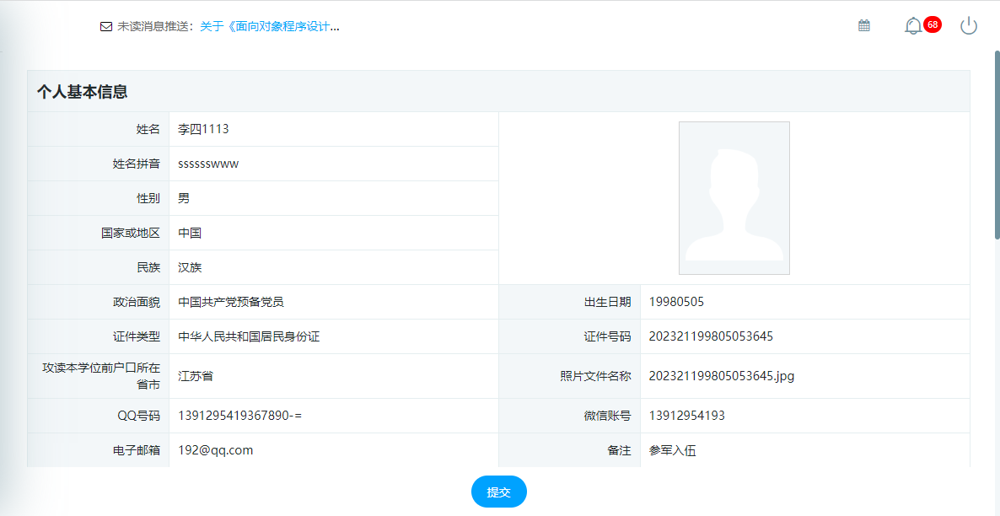 未读消息推送：关于《面向对象程序设计...
68
个人基本信息
姓名 李四1113
姓名拼音 sssssswww
性别 男
国家或地区 中国
民族 汉族
政治面貌 中国共产党预备党员 出生日期 19980505
证件类型 中华人民共和国居民身份证 证件号码 202321199805053645
攻读本学位前户口所在
省市 江苏省 照片文件名称 202321199805053645.jpg
QQ号码 1391295419367890-= 微信账号 13912954193
电子邮箱 192@qq.com 备注 参军入伍
提交